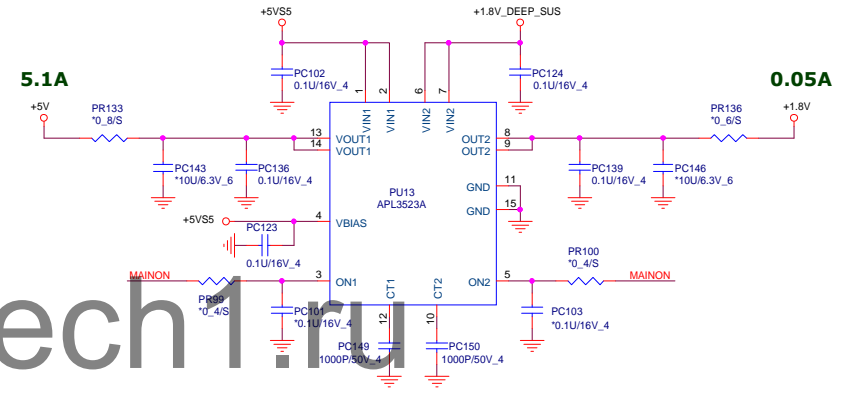 +5VS5
+1.8V_DEEP_SUS
PC102
0.1U/16V_4
PC124
0.1U/16V_4
5.1A
0.05A
+5V
+1.8V
PR133
*0_8/S
PR136
*0_6/S
1
2
6
7
VIN1
VIN1
VIN2
VIN2
13
VOUT1
14
VOUT1
OUT2
8
OUT2
9
PC143
*10U/6.3V_6
PC136
0.1U/16V_4
PC139
0.1U/16V_4
PC146
*10U/6.3V_6
GND
11
GND
15
PU13
APL3523A
+5VS5
4
VBIAS
PC123
0.1U/16V_4
MAINON
PR99
*0_4/S
3
ON1
ON2
5
PR100
*0_4/S
MAINON
PC101
*0.1U/16V_4
CT1
CT2
12
10
PC103
*0.1U/16V_4
PC149
1000P/50V_4
PC150
1000P/50V_4
ech1.ru